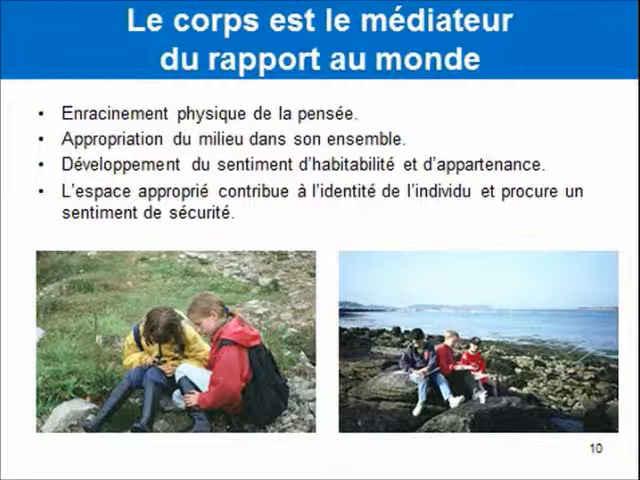 Le corps est le médiateur
du rapport au monde
• Enracinement physique de la pensée.
• Appropriation du milieu dans son ensemble.
• Développement du sentiment d'habitabilité et d'appartenance.
• L'espace approprié contribue à l'identité de l'individu et procure un
sentiment de sécurité.
10